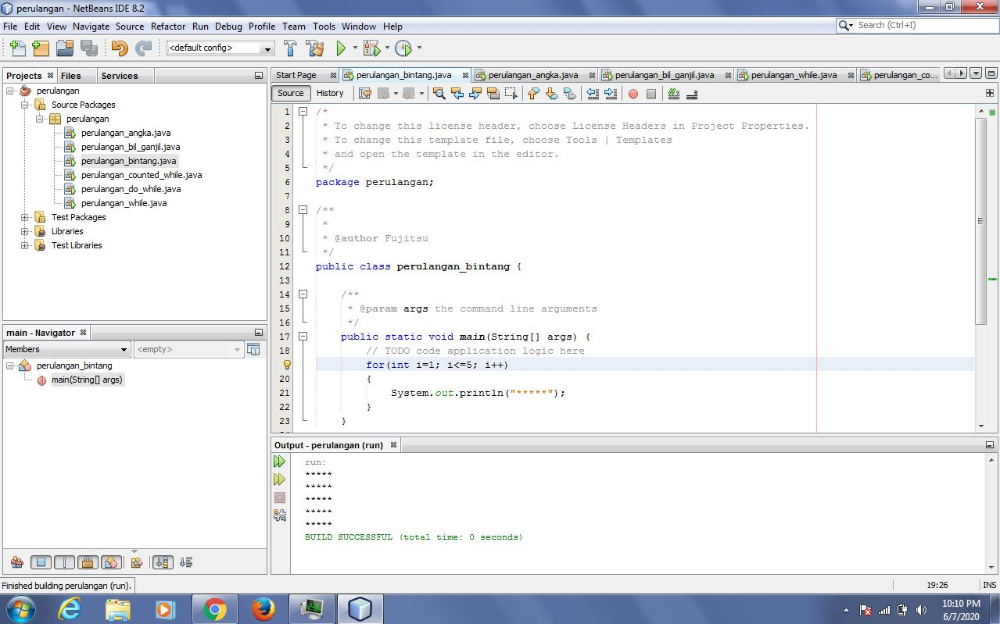 perulangan - NetBeans IDE 8.2
File Edit View Navigate Source Refactor Run Debug Profile Team Tools Window Help
Search (Ctrl+I)
<default config>
Projects Files Services
perulangan
Source Packages
perulangan
perulangan_angka.java
perulangan_bil_ganjil.java
perulangan_bintang.java
perulangan_counted_while.java
perulangan_do_while.java
perulangan_while.java
Test Packages
Libraries
Test Libraries
main - Navigator
Members <empty>
perulangan_bintang
main(String[] args)
Start Page perulangan_bintang.java perulangan_angka.java perulangan_bil_ganjil.java perulangan_while.java perulangan_co...
Source History
1 /*
2 * To change this license header, choose License Headers in Project Properties.
3 * To change this template file, choose Tools | Templates
4 * and open the template in the editor.
5 */
6 package perulangan;
7
8 /**
9 *
10 * @author Fujitsu
11 */
12 public class perulangan_bintang {
13
14 /**
15 * @param args the command line arguments
16 */
17 public static void main(String[] args) {
18 // TODO code application logic here
for(int i=1; i<=5; i++)
20 {
21 System.out.println("*****");
22 }
23 }
Output - perulangan (run)
run:
*****
*****
*****
*****
*****
BUILD SUCCESSFUL (total time: 0 seconds)
Finished building perulangan (run).
19:26 INS
10:10 PM
6/7/2020